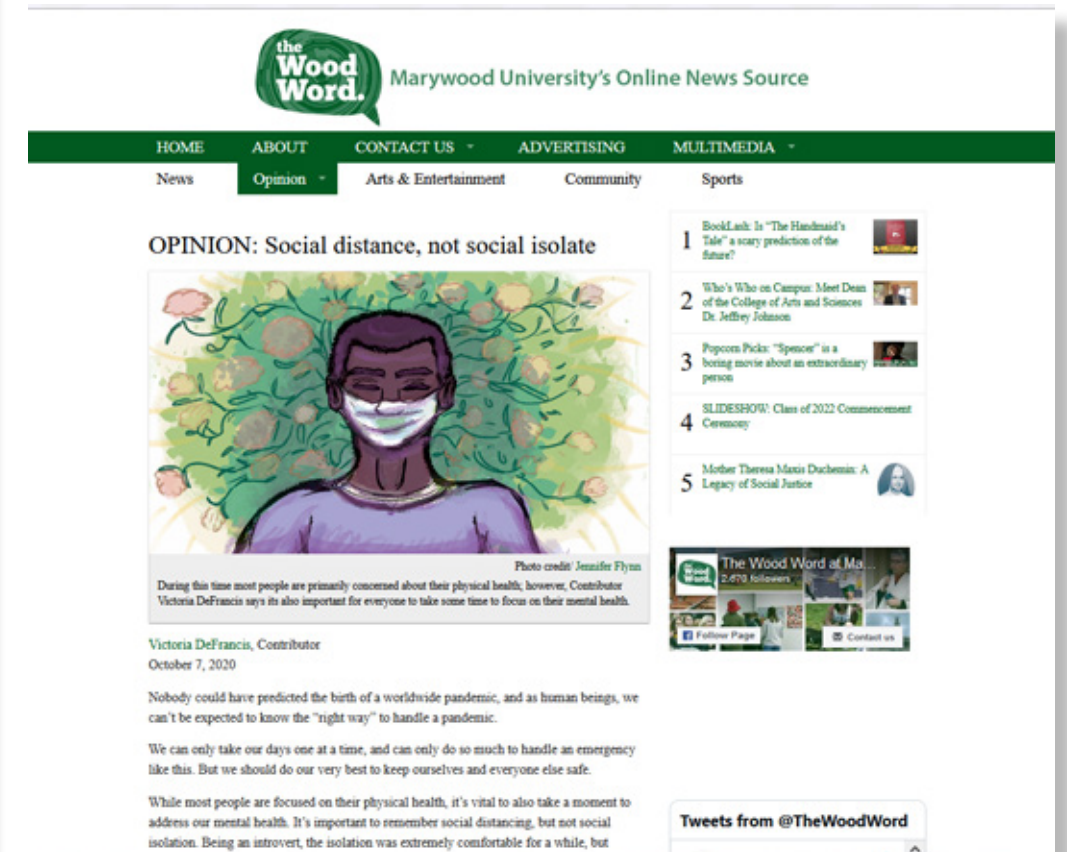 the
Wood
Word.
Marywood University's Online News Source
HOME ABOUT CONTACT US ADVERTISING MULTIMEDIA
News Opinion Arts & Entertainment Community Sports
OPINION: Social distance, not social isolate
Photo credit/ Jennifer Flynn
During this time most people are primarily concerned about their physical health; however, Contributor
Victoria DeFrancis says its also important for everyone to take some time to focus on their mental health.
Victoria DeFrancis, Contributor
October 7, 2020
Nobody could have predicted the birth of a worldwide pandemic, and as human beings, we
can't be expected to know the “right way” to handle a pandemic.
We can only take our days one at a time, and can only do so much to handle an emergency
like this. But we should do our very best to keep ourselves and everyone else safe.
While most people are focused on their physical health, it's vital to also take a moment to
address our mental health. It's important to remember social distancing, but not social
isolation. Being an introvert, the isolation was extremely comfortable for a while, but
1 BookLash: Is “The Handmaid's
Tale” a scary prediction of the
future?
2 Who's Who on Campus: Meet Dean
of the College of Arts and Sciences
Dr. Jeffrey Johnson
3 Popcorn Picks: “Spencer” is a
boring movie about an extraordinary
person
4 SLIDESHOW: Class of 2022 Commencement
Ceremony
5 Mother Theresa Maxis Duchemin: A
Legacy of Social Justice
the
Wood
Word.
The Wood Word at Ma...
2,670 followers
Follow Page Contact us
Tweets from @TheWoodWord